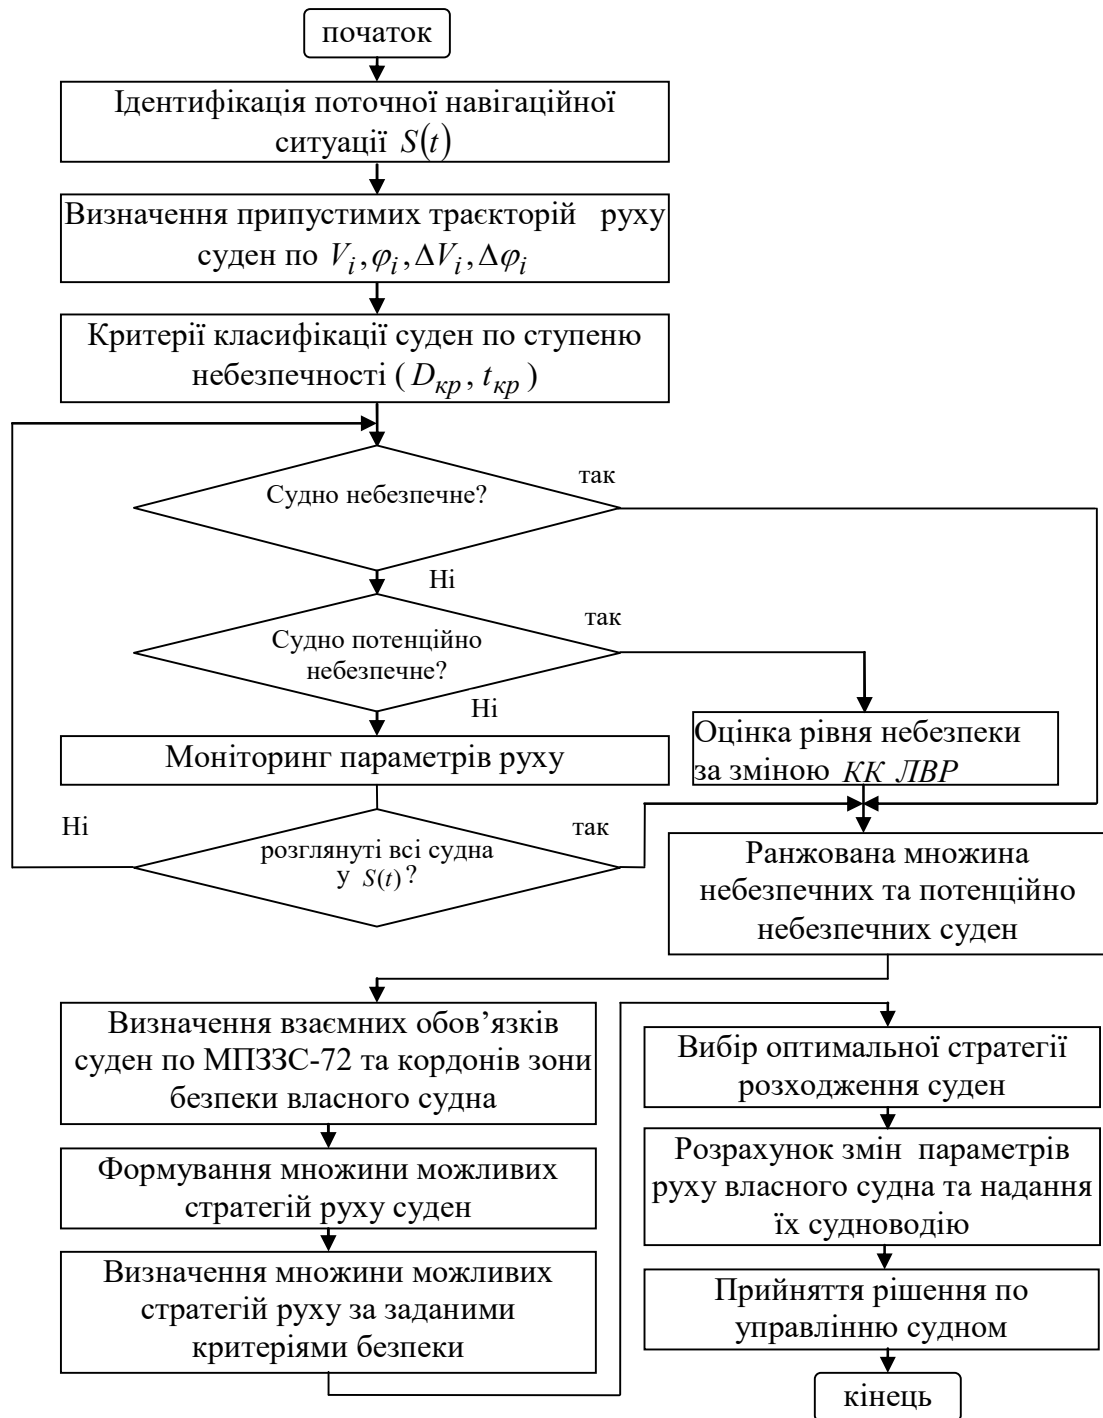 початок
Ідентифікація поточної навігаційної
ситуації S(t)
Визначення припустимих траєкторій руху
суден по V_i, φ_i, ΔV_i, Δφ_i
Критерії класифікації суден по ступеню
небезпечності ( D_кр , t_кр )
так
Судно небезпечне?
Ні
так
Судно потенційно
небезпечне?
Ні
Оцінка рівня небезпеки
за зміною КК ЛВР
Моніторинг параметрів руху
Ні
так
розглянуті всі судна
у S(t) ?
Ранжована множина
небезпечних та потенційно
небезпечних суден
Визначення взаємних обов’язків
суден по МПЗЗС-72 та кордонів зони
безпеки власного судна
Формування множини можливих
стратегій руху суден
Визначення множини можливих
стратегій руху за заданими
критеріями безпеки
Вибір оптимальної стратегії
розходження суден
Розрахунок змін параметрів
руху власного судна та надання
їх судноводію
Прийняття рішення по
управлінню судном
кінець